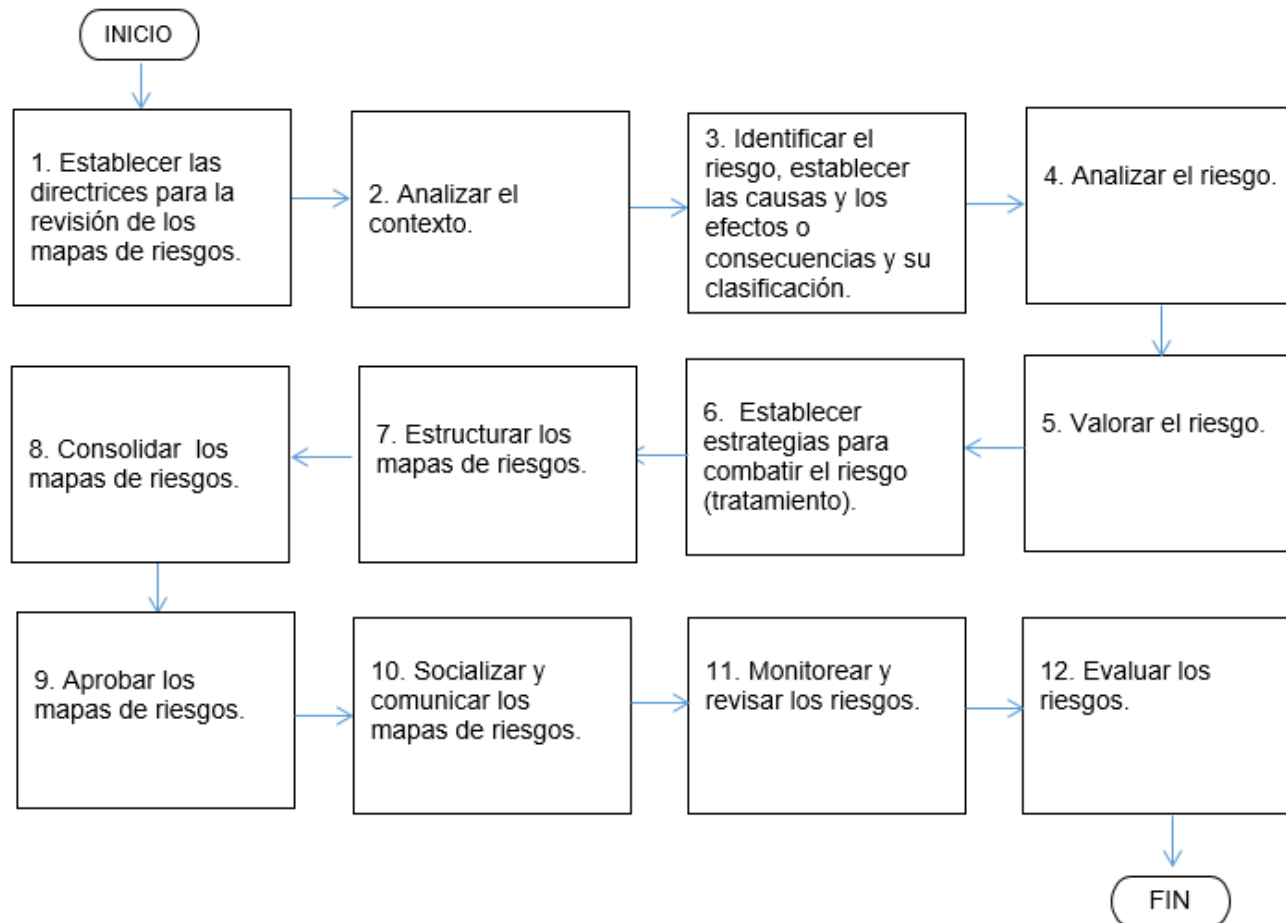 INICIO
1. Establecer las
directrices para la
revisión de los
mapas de riesgos.
2. Analizar el
contexto.
3. Identificar el
riesgo, establecer
las causas y los
efectos o
consecuencias y su
clasificación.
4. Analizar el riesgo.
5. Valorar el riesgo.
6. Establecer
estrategias para
combatir el riesgo
(tratamiento).
7. Estructurar los
mapas de riesgos.
8. Consolidar los
mapas de riesgos.
9. Aprobar los
mapas de riesgos.
10. Socializar y
comunicar los
mapas de riesgos.
11. Monitorear y
revisar los riesgos.
12. Evaluar los
riesgos.
FIN